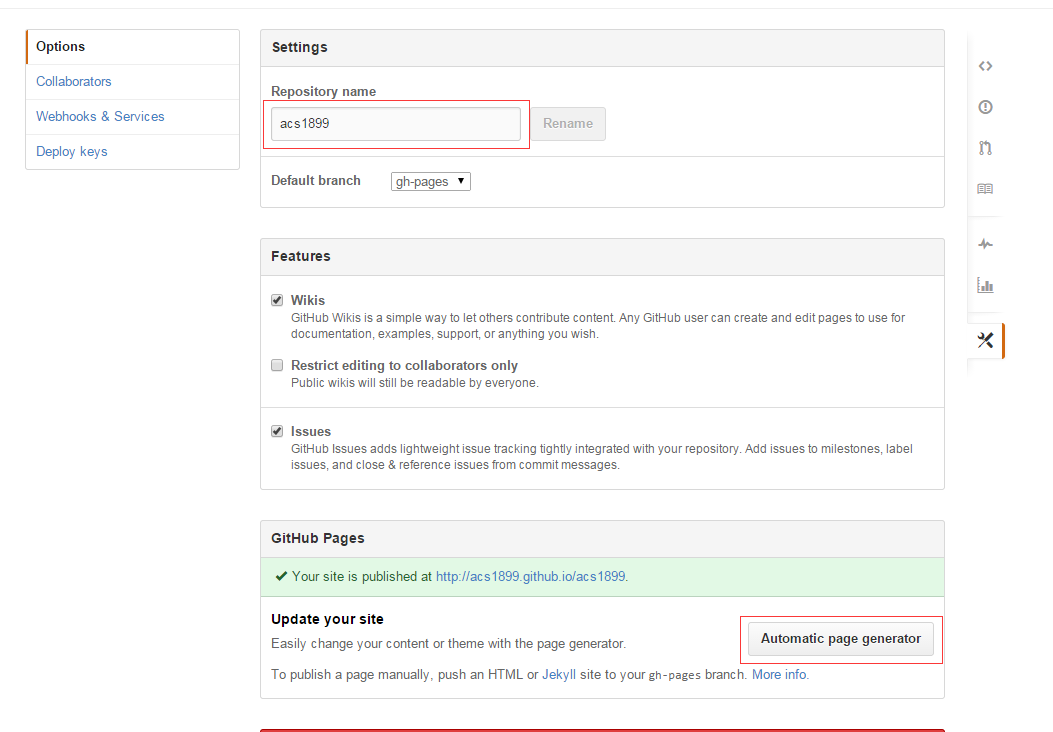 Options
Collaborators
Webhooks & Services
Deploy keys
Settings
Repository name
acs1899
Rename
Default branch
gh-pages
Features
Wikis
GitHub Wikis is a simple way to let others contribute content. Any GitHub user can create and edit pages to use for
documentation, examples, support, or anything you wish.
Restrict editing to collaborators only
Public wikis will still be readable by everyone.
Issues
GitHub Issues adds lightweight issue tracking tightly integrated with your repository. Add issues to milestones, label
issues, and close & reference issues from commit messages.
GitHub Pages
Your site is published at http://acs1899.github.io/acs1899.
Update your site
Easily change your content or theme with the page generator.
Automatic page generator
To publish a page manually, push an HTML or Jekyll site to your gh-pages branch. More info.